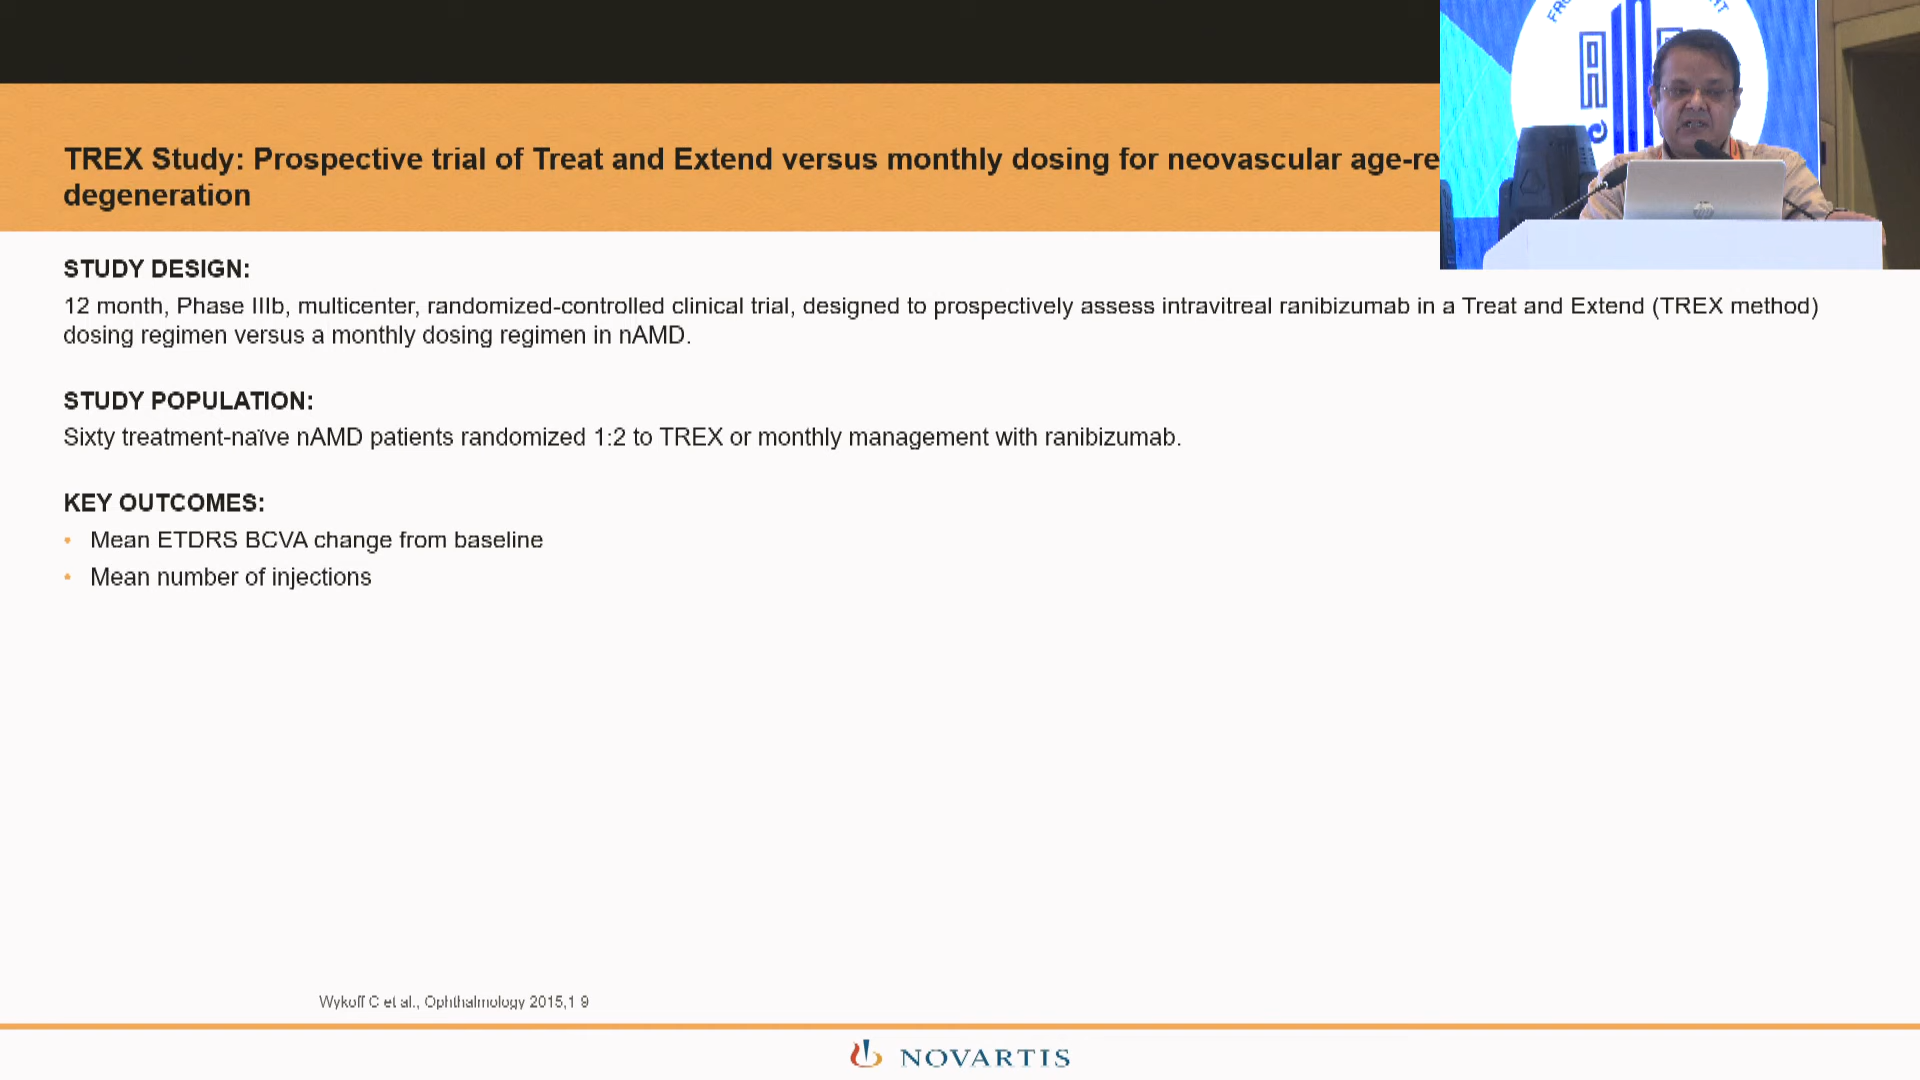 TREX Study: Prospective trial of Treat and Extend versus monthly dosing for neovascular age-re
degeneration
STUDY DESIGN:
12 month, Phase IIIb, multicenter, randomized-controlled clinical trial, designed to prospectively assess intravitreal ranibizumab in a Treat and Extend (TREX method)
dosing regimen versus a monthly dosing regimen in nAMD.
STUDY POPULATION:
Sixty treatment-naïve nAMD patients randomized 1:2 to TREX or monthly management with ranibizumab.
KEY OUTCOMES:
• Mean ETDRS BCVA change from baseline
• Mean number of injections
Wykoff C et al., Ophthalmology 2015,1 9
NOVARTIS